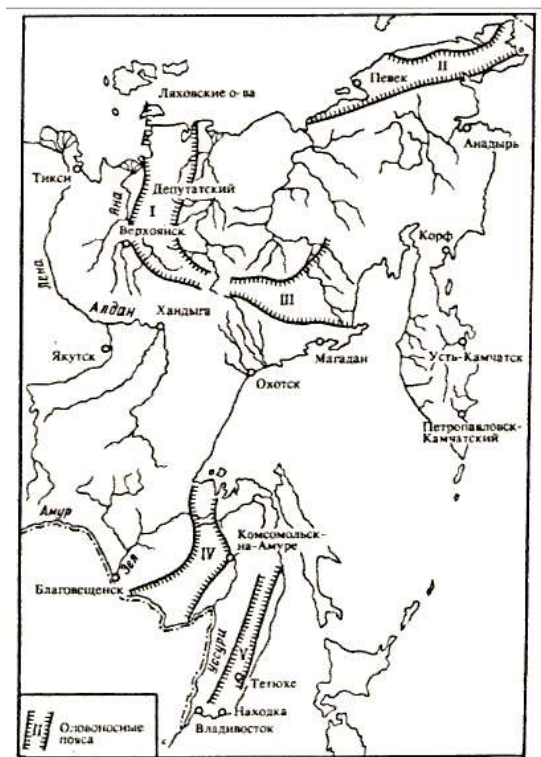 Ляховские о-ва
Певек
II
Анадырь
Тикси
Депутатский
Яна
I
Верхоянск
Корф
Лена
III
Алдан
Хандыга
Якутск
Магадан
Усть-Камчатск
Охотск
Петропавловск-
Камчатский
Амур
Зея
IV
Комсомольск-
на-Амуре
Благовещенск
Уссури
V
Тетюхе
Находка
Владивосток
II
Оловоносные
пояса